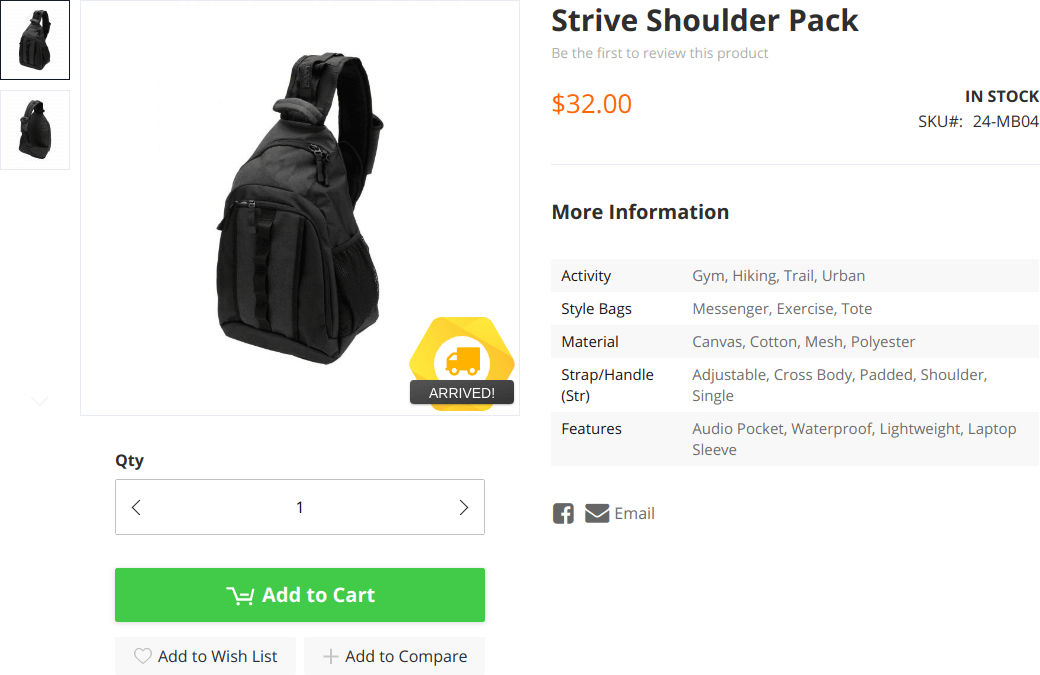 Strive Shoulder Pack
Be the first to review this product
$32.00
IN STOCK
SKU#: 24-MB04
More Information
Activity Gym, Hiking, Trail, Urban
Style Bags Messenger, Exercise, Tote
Material Canvas, Cotton, Mesh, Polyester
Strap/Handle Adjustable, Cross Body, Padded, Shoulder,
(Str) Single
Features Audio Pocket, Waterproof, Lightweight, Laptop
Sleeve
Email
ARRIVED!
Qty
1
Add to Cart
Add to Wish List
Add to Compare